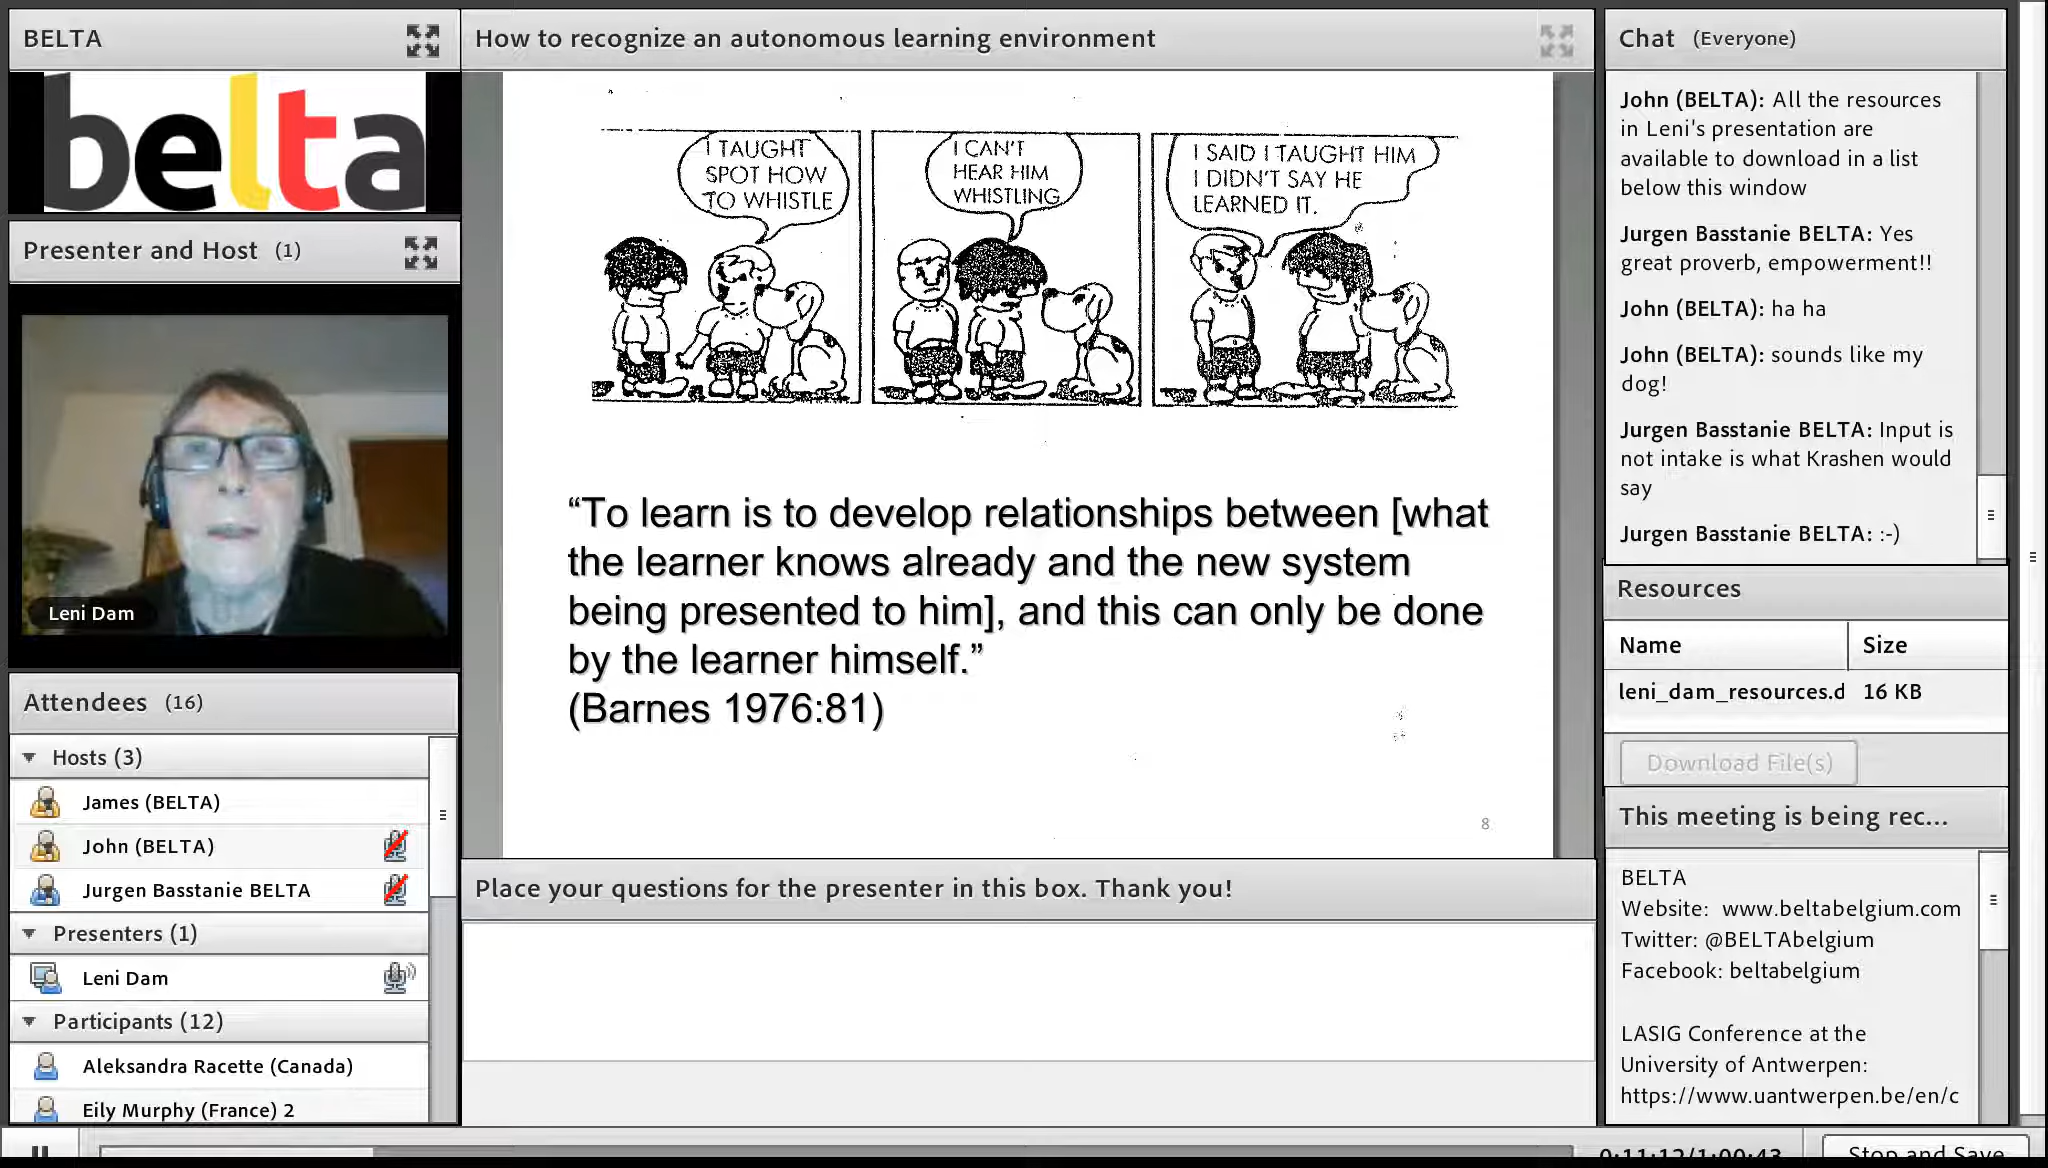 BELTA
belta
Presenter and Host (1)
Leni Dam
Attendees (16)
Hosts (3)
James (BELTA)
John (BELTA)
Jurgen Basstanie BELTA
Presenters (1)
Leni Dam
Participants (12)
Aleksandra Racette (Canada)
Eily Murphy (France) 2
How to recognize an autonomous learning environment
I TAUGHT
SPOT HOW
TO WHISTLE
I CAN'T
HEAR HIM
WHISTLING
I SAID I TAUGHT HIM
I DIDN'T SAY HE
LEARNED IT.
“To learn is to develop relationships between [what
the learner knows already and the new system
being presented to him], and this can only be done
by the learner himself.”
(Barnes 1976:81)
8
Place your questions for the presenter in this box. Thank you!
Chat (Everyone)
John (BELTA): All the resources
in Leni's presentation are
available to download in a list
below this window
Jurgen Basstanie BELTA: Yes
great proverb, empowerment!!
John (BELTA): ha ha
John (BELTA): sounds like my
dog!
Jurgen Basstanie BELTA: Input is
not intake is what Krashen would
say
Jurgen Basstanie BELTA: :-)
Resources
Name Size
leni_dam_resources.d 16 KB
Download File(s)
This meeting is being rec...
BELTA
Website: www.beltabelgium.com
Twitter: @BELTAbelgium
Facebook: beltabelgium
LASIG Conference at the
University of Antwerpen:
https://www.uantwerpen.be/en/c
0:11:12/1:00:43
Stop and Save